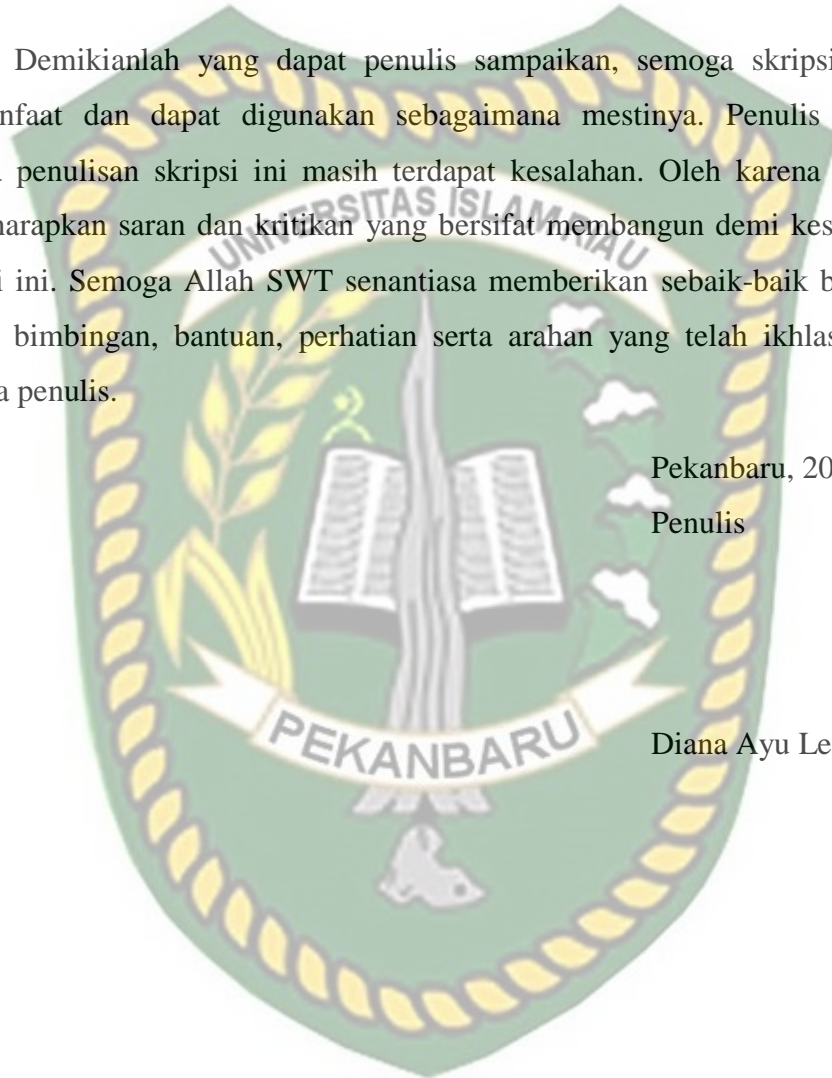 Demikianlah yang dapat penulis sampaikan, semoga skripsi
nfaat dan dapat digunakan sebagaimana mestinya. Penulis
penulisan skripsi ini masih terdapat kesalahan. Oleh karena
harapkan saran dan kritikan yang bersifat membangun demi kes
i ini. Semoga Allah SWT senantiasa memberikan sebaik-baik b
bimbingan, bantuan, perhatian serta arahan yang telah ikhlas
a penulis.
UNIVERSITAS ISLAM RIAU
Pekanbaru, 20
Penulis
PEKANBARU
Diana Ayu Le